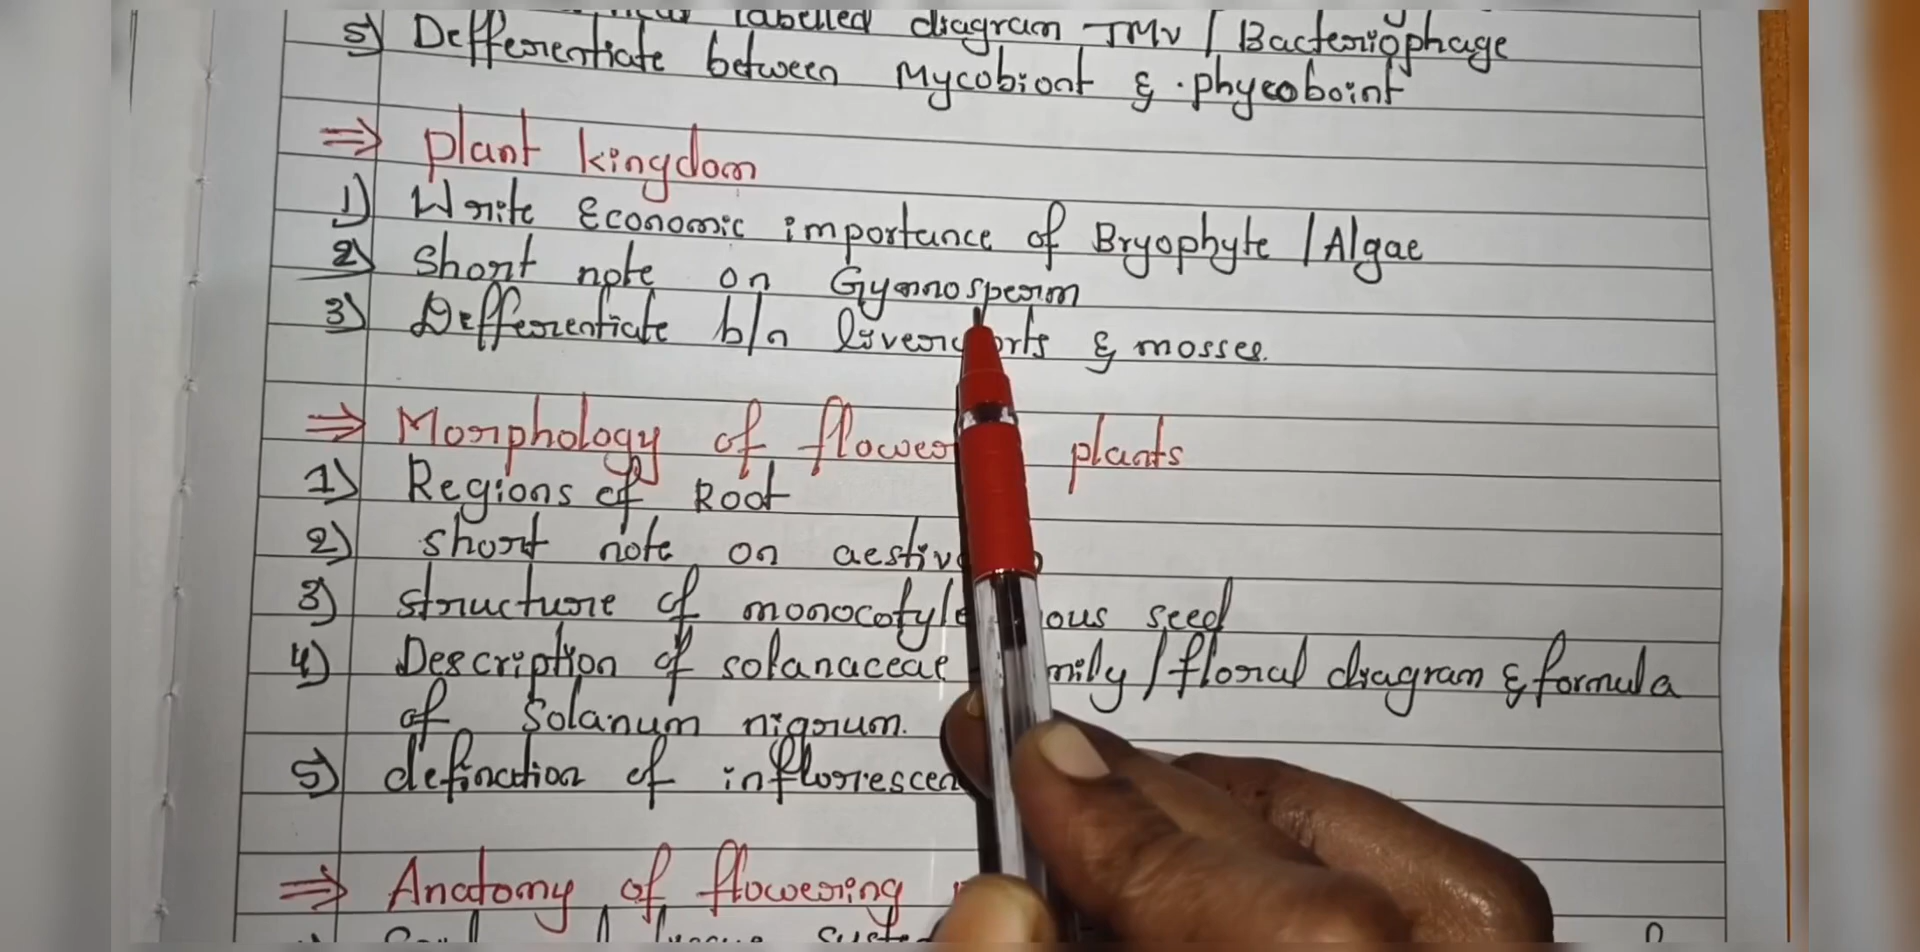 labelled diagram TMV / Bacteriophage
5) Defferentiate between Mycobiont & phycoboint
⇒ plant kingdom
1) Write Economic importance of Bryophyte / Algae
2) Short note on Gymnosperm
3) Defferentiate b/n liverworts & mosses.
⇒ Morphology of flower plants
1) Regions of Root
2) short note on aestiv
3) structure of monocotyle ous seed
4) Description of solanaceae mily / floral diagram & formula
of Solanum nigrum.
5) defination of inflorescen
⇒ Anatomy of flowering